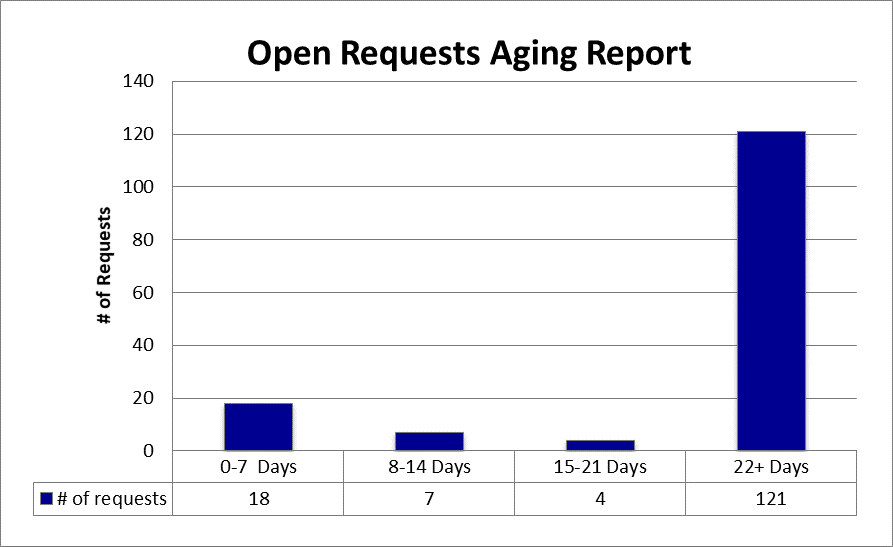 Open Requests Aging Report
140
120
100
80
60
40
20
0
# of Requests
0-7 Days 8-14 Days 15-21 Days 22+ Days
# of requests 18 7 4 121